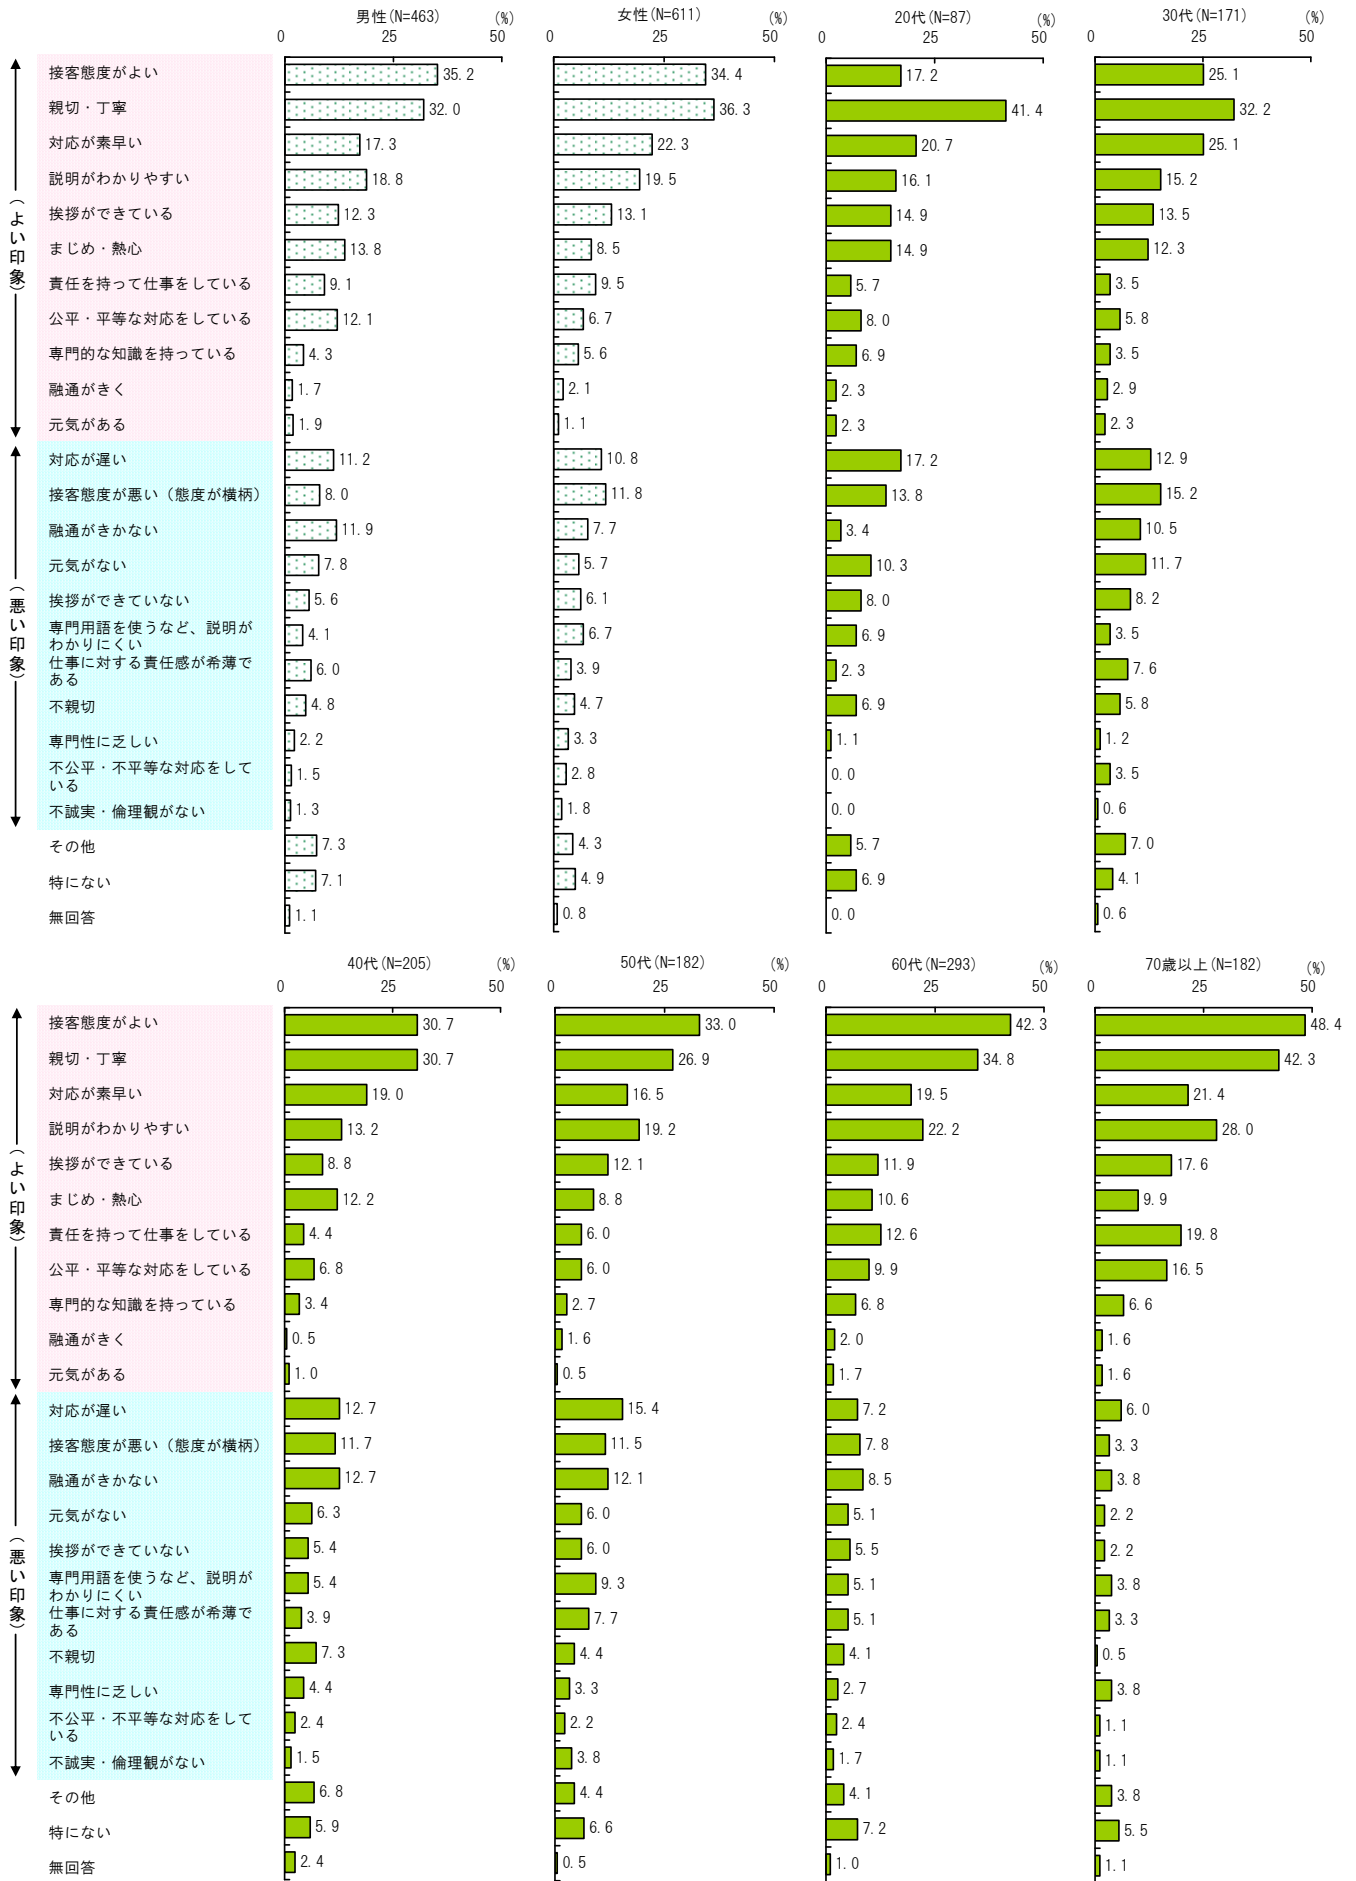 男性(N=463) (%)
0 25 50
女性(N=611) (%)
0 25 50
20代(N=87) (%)
0 25 50
30代(N=171) (%)
0 25 50
（よい印象）
接客態度がよい 35.2 34.4 17.2 25.1
親切・丁寧 32.0 36.3 41.4 32.2
対応が素早い 17.3 22.3 20.7 25.1
説明がわかりやすい 18.8 19.5 16.1 15.2
挨拶ができている 12.3 13.1 14.9 13.5
まじめ・熱心 13.8 8.5 14.9 12.3
責任を持って仕事をしている 9.1 9.5 5.7 3.5
公平・平等な対応をしている 12.1 6.7 8.0 5.8
専門的な知識を持っている 4.3 5.6 6.9 3.5
融通がきく 1.7 2.1 2.3 2.9
元気がある 1.9 1.1 2.3 2.3
（悪い印象）
対応が遅い 11.2 10.8 17.2 12.9
接客態度が悪い（態度が横柄） 8.0 11.8 13.8 15.2
融通がきかない 11.9 7.7 3.4 10.5
元気がない 7.8 5.7 10.3 11.7
挨拶ができていない 5.6 6.1 8.0 8.2
専門用語を使うなど、説明が
わかりにくい 4.1 6.7 6.9 3.5
仕事に対する責任感が希薄で
ある 6.0 3.9 2.3 7.6
不親切 4.8 4.7 6.9 5.8
専門性に乏しい 2.2 3.3 1.1 1.2
不公平・不平等な対応をして
いる 1.5 2.8 0.0 3.5
不誠実・倫理観がない 1.3 1.8 0.0 0.6
その他 7.3 4.3 5.7 7.0
特にない 7.1 4.9 6.9 4.1
無回答 1.1 0.8 0.0 0.6
40代(N=205) (%)
0 25 50
50代(N=182) (%)
0 25 50
60代(N=293) (%)
0 25 50
70歳以上(N=182) (%)
0 25 50
（よい印象）
接客態度がよい 30.7 33.0 42.3 48.4
親切・丁寧 30.7 26.9 34.8 42.3
対応が素早い 19.0 16.5 19.5 21.4
説明がわかりやすい 13.2 19.2 22.2 28.0
挨拶ができている 8.8 12.1 11.9 17.6
まじめ・熱心 12.2 8.8 10.6 9.9
責任を持って仕事をしている 4.4 6.0 12.6 19.8
公平・平等な対応をしている 6.8 6.0 9.9 16.5
専門的な知識を持っている 3.4 2.7 6.8 6.6
融通がきく 0.5 1.6 2.0 1.6
元気がある 1.0 0.5 1.7 1.6
（悪い印象）
対応が遅い 12.7 15.4 7.2 6.0
接客態度が悪い（態度が横柄） 11.7 11.5 7.8 3.3
融通がきかない 12.7 12.1 8.5 3.8
元気がない 6.3 6.0 5.1 2.2
挨拶ができていない 5.4 6.0 5.5 2.2
専門用語を使うなど、説明が
わかりにくい 5.4 9.3 5.1 3.8
仕事に対する責任感が希薄で
ある 3.9 7.7 5.1 3.3
不親切 7.3 4.4 4.1 0.5
専門性に乏しい 4.4 3.3 2.7 3.8
不公平・不平等な対応をして
いる 2.4 2.2 2.4 1.1
不誠実・倫理観がない 1.5 3.8 1.7 1.1
その他 6.8 4.4 4.1 3.8
特にない 5.9 6.6 7.2 5.5
無回答 2.4 0.5 1.0 1.1